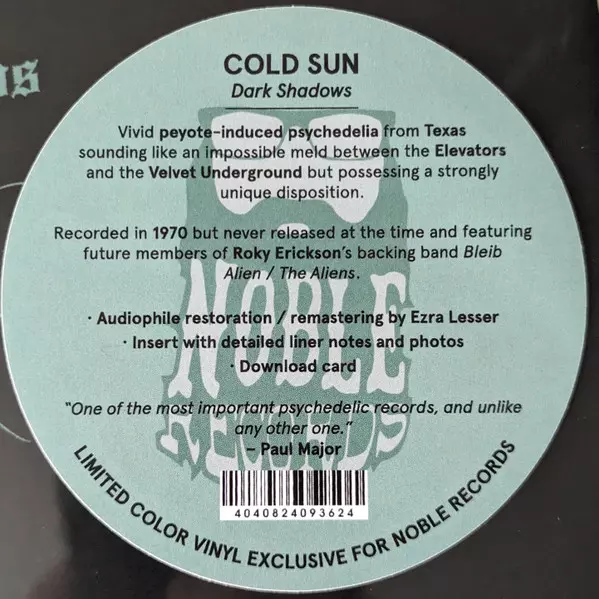 COLD SUN
Dark Shadows
Vivid peyote-induced psychedelia from Texas
sounding like an impossible meld between the Elevators
and the Velvet Underground but possessing a strongly
unique disposition.
Recorded in 1970 but never released at the time and featuring
future members of Roky Erickson's backing band Bleib
Alien / The Aliens.
· Audiophile restoration / remastering by Ezra Lesser
· Insert with detailed liner notes and photos
· Download card
"One of the most important psychedelic records, and unlike
any other one."
– Paul Major
NOBLE
RECORDS
4040824093624
LIMITED COLOR VINYL EXCLUSIVE FOR NOBLE RECORDS